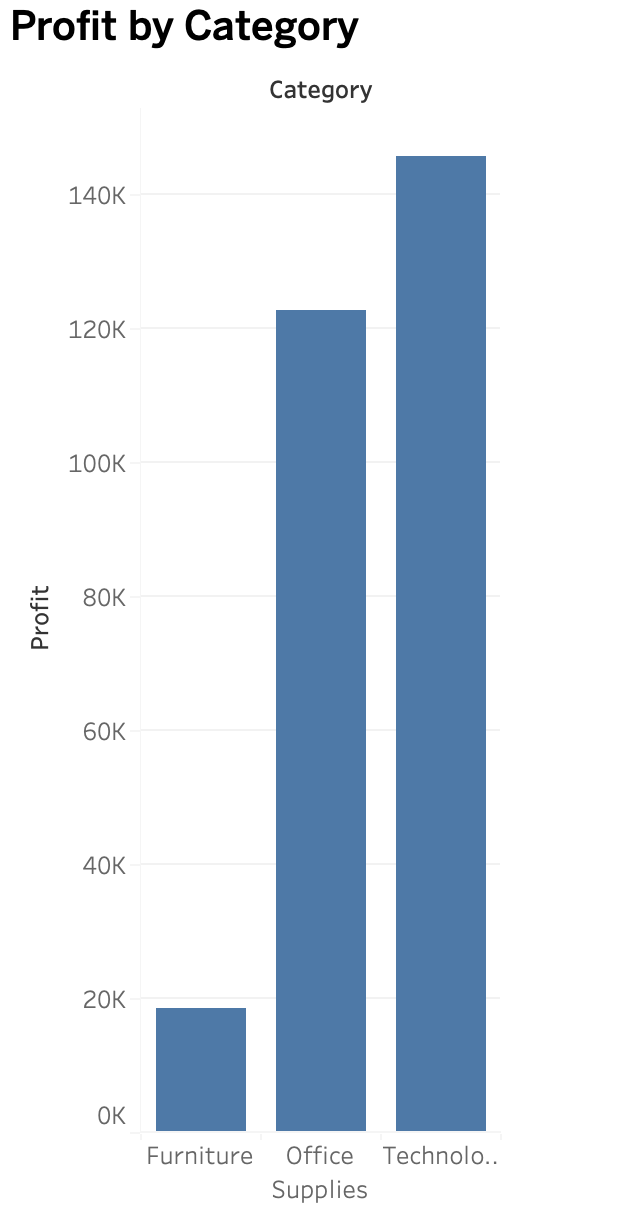 Profit by Category
Category
140K
120K
100K
80K
60K
40K
20K
0K
Profit
Furniture
Office
Supplies
Technolo..